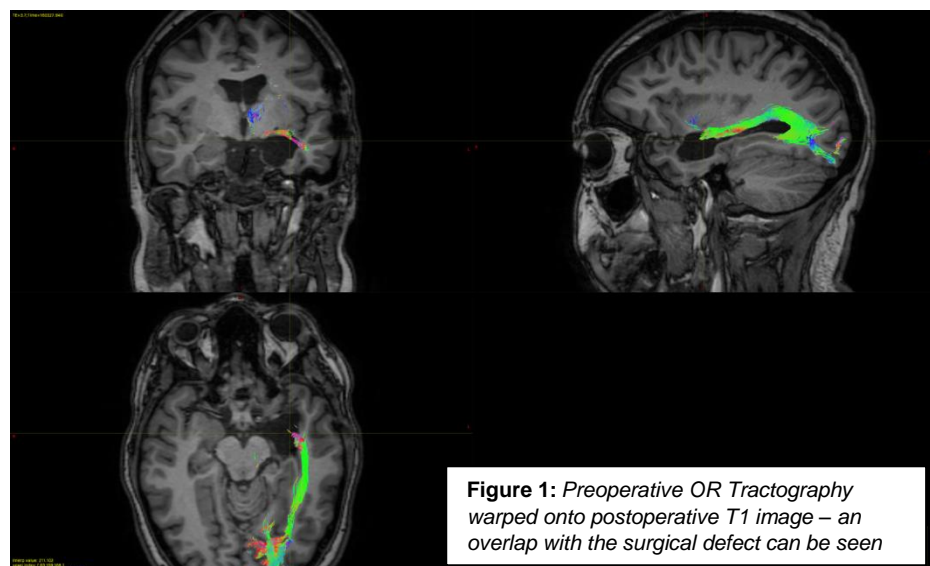 Figure 1: Preoperative OR Tractography
warped onto postoperative T1 image – an
overlap with the surgical defect can be seen